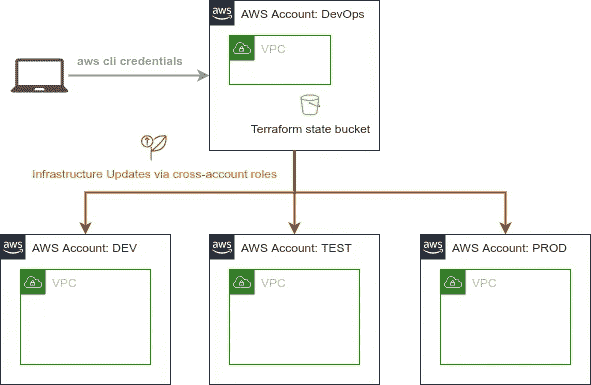 aws
AWS Account: DevOps
aws cli credentials
VPC
Terraform state bucket
Infrastructure Updates via cross-account roles
aws
AWS Account: DEV
aws
AWS Account: TEST
aws
AWS Account: PROD
VPC
VPC
VPC